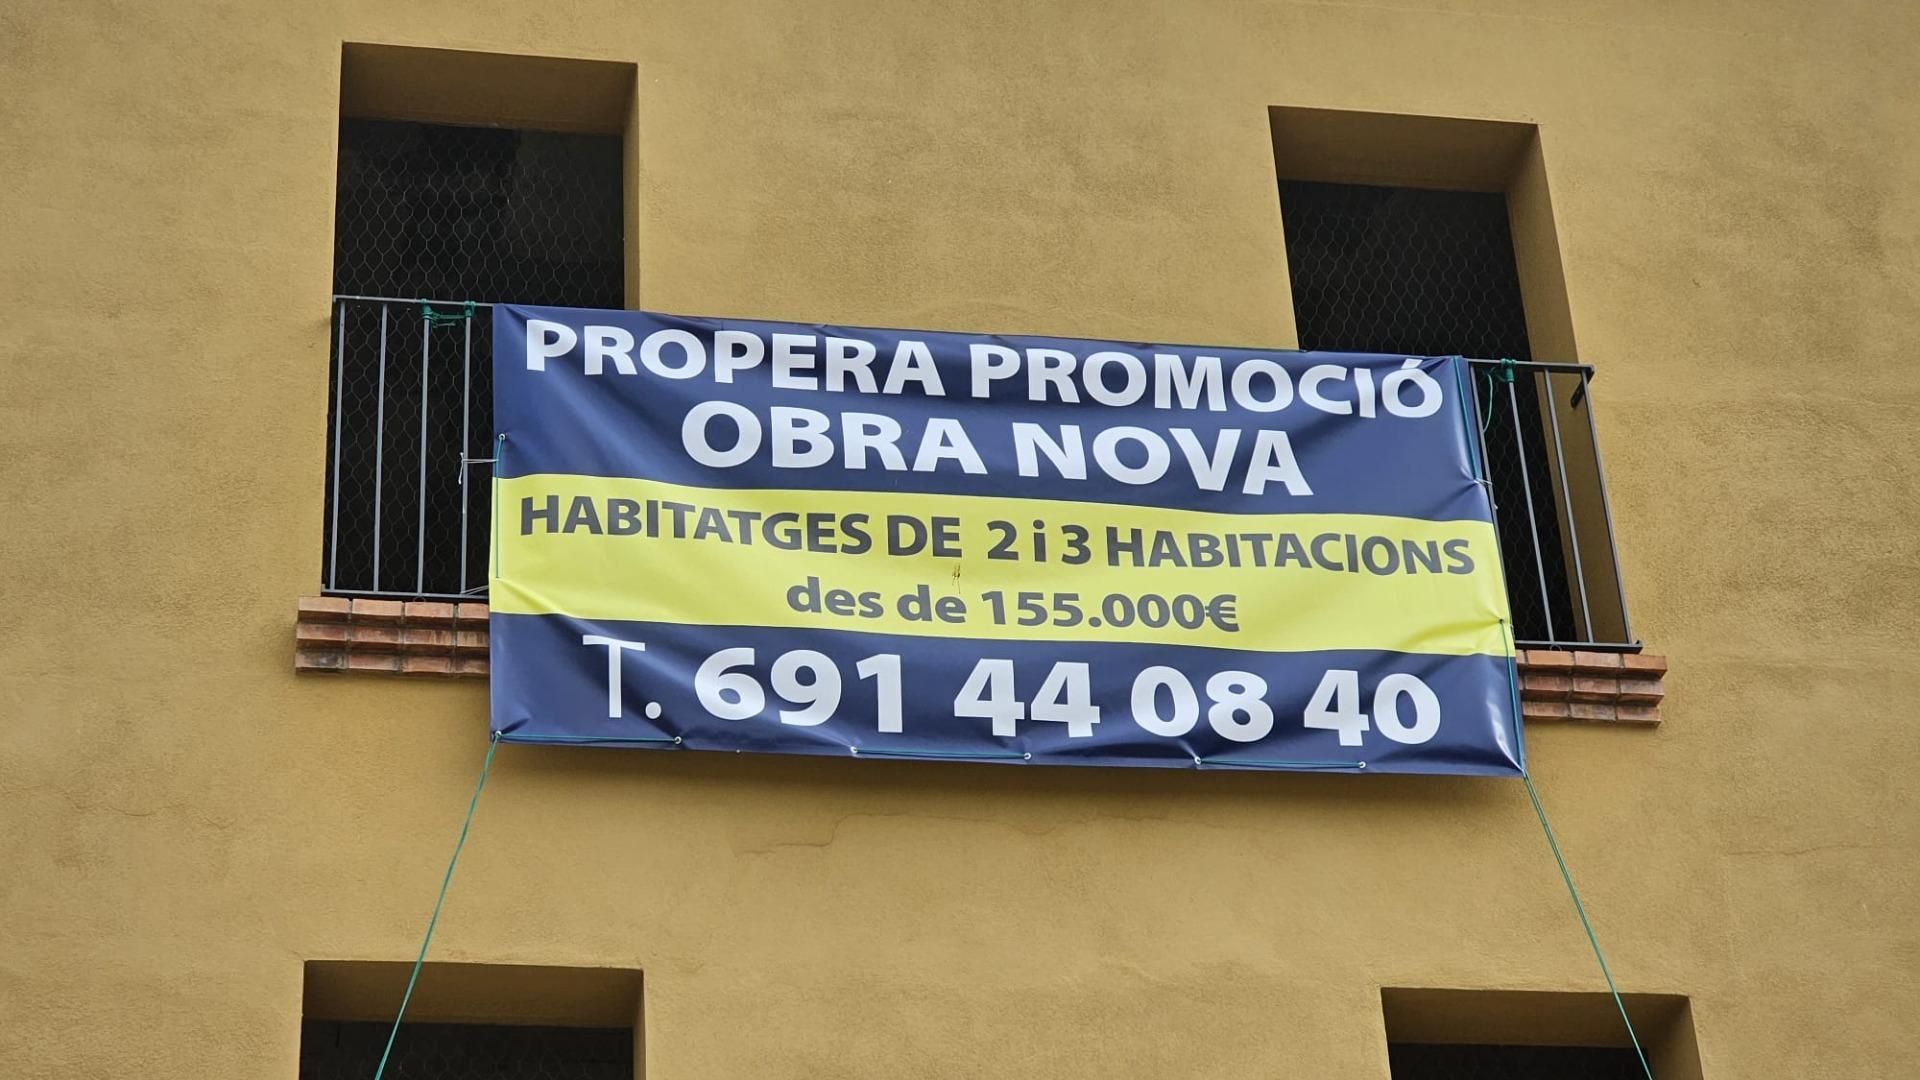 PROPERA PROMOCIÓ
OBRA NOVA
HABITATGES DE 2 i 3 HABITACIONS
des de 155.000€
T. 691 44 08 40